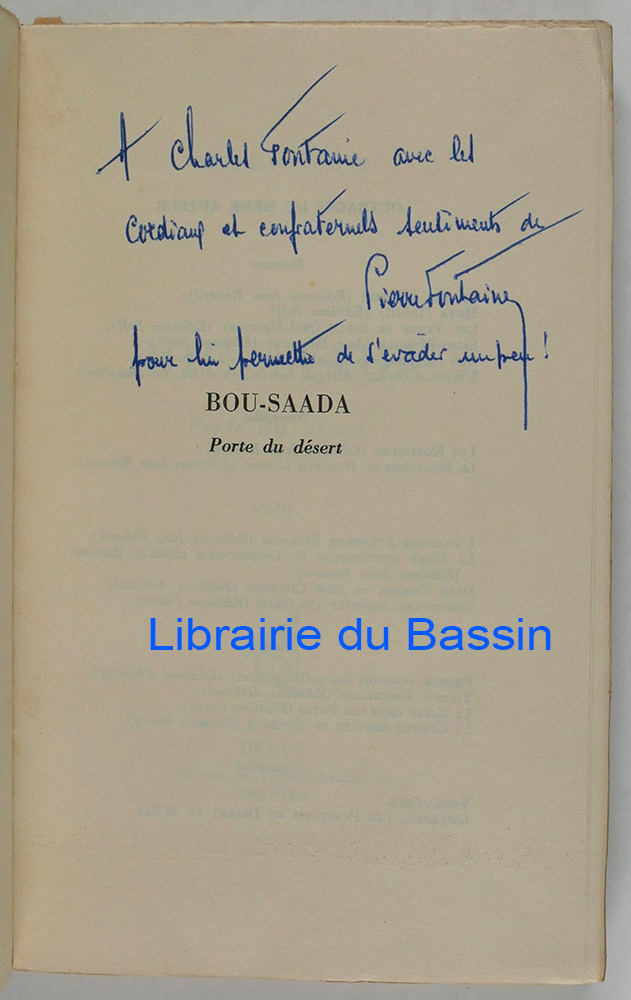 A Charles Fontaine avec les
Cordiaux et confraternels sentiments de
Pierre Fontaine
pour lui permettre de s'évader un peu !
BOU-SAADA
Porte du désert
Librairie du Bassin